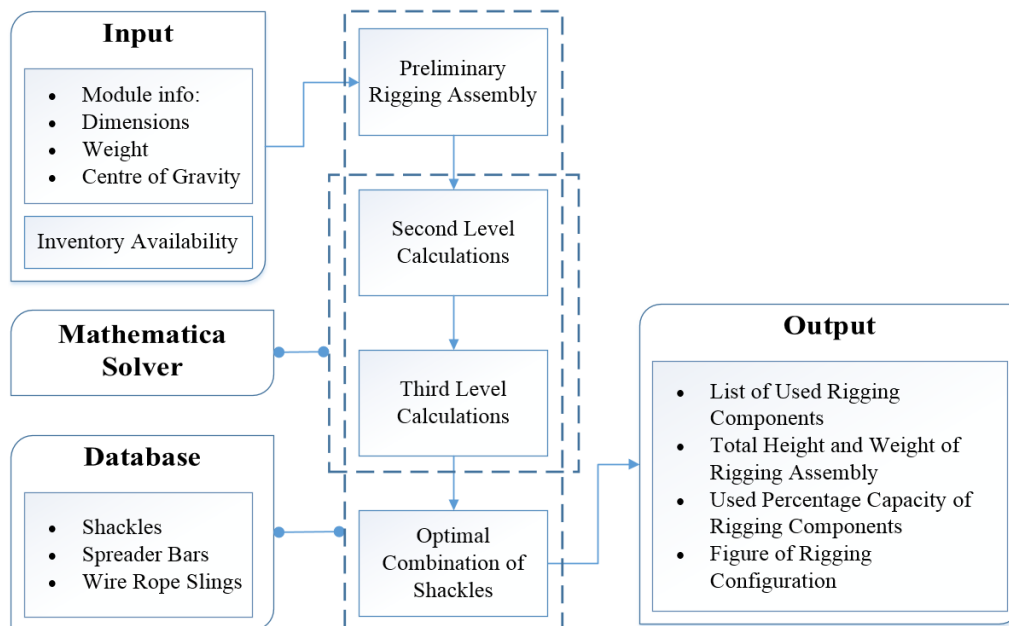 Input
• Module info:
• Dimensions
• Weight
• Centre of Gravity
Inventory Availability
Mathematica
Solver
Database
• Shackles
• Spreader Bars
• Wire Rope Slings
Preliminary
Rigging Assembly
Second Level
Calculations
Third Level
Calculations
Optimal
Combination of
Shackles
Output
• List of Used Rigging
Components
• Total Height and Weight of
Rigging Assembly
• Used Percentage Capacity of
Rigging Components
• Figure of Rigging
Configuration